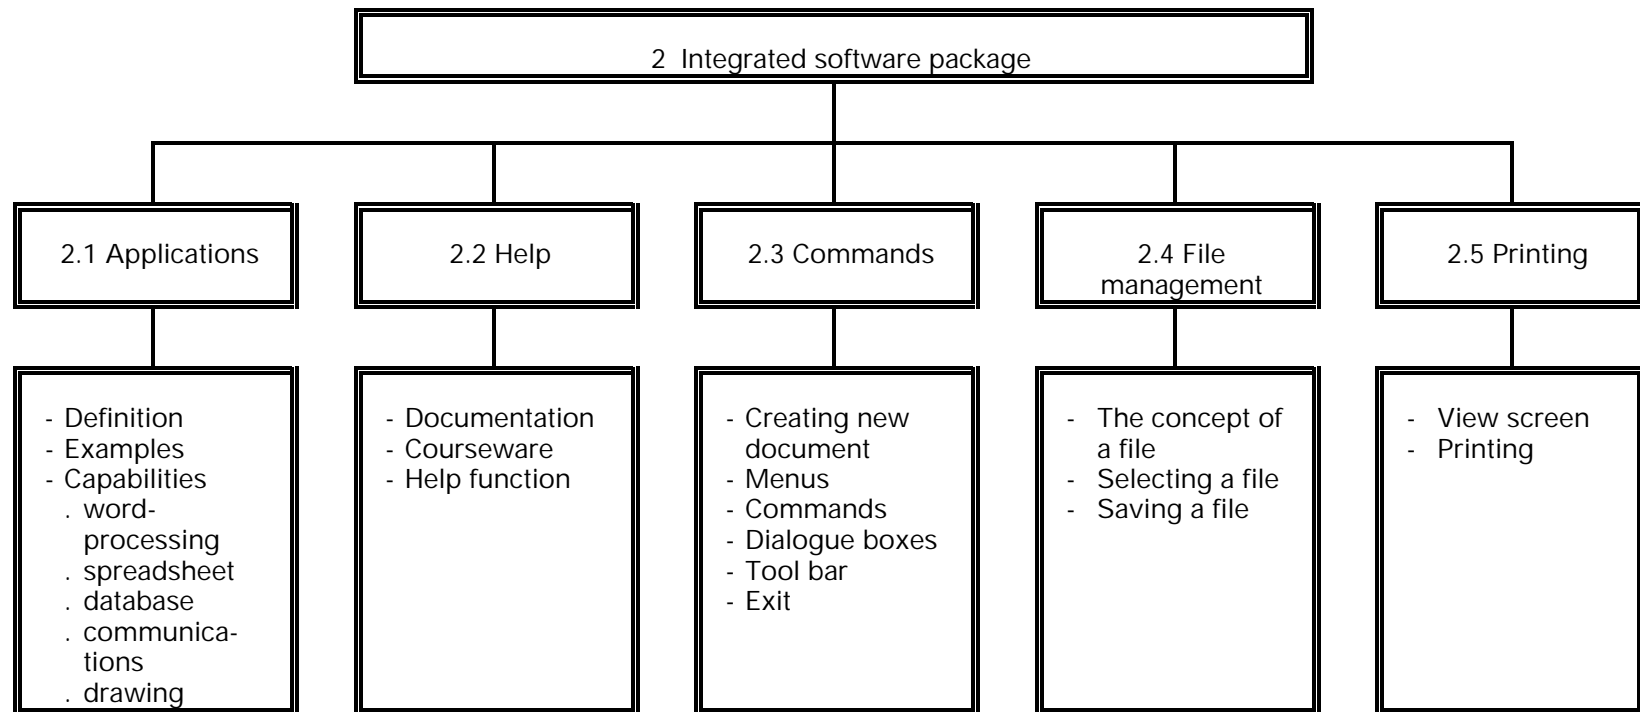 2 Integrated software package
2.1 Applications
2.2 Help
2.3 Commands
2.4 File
management
2.5 Printing
- Definition
- Examples
- Capabilities
. word-
processing
. spreadsheet
. database
. communica-
tions
. drawing
- Documentation
- Courseware
- Help function
- Creating new
document
- Menus
- Commands
- Dialogue boxes
- Tool bar
- Exit
- The concept of
a file
- Selecting a file
- Saving a file
- View screen
- Printing